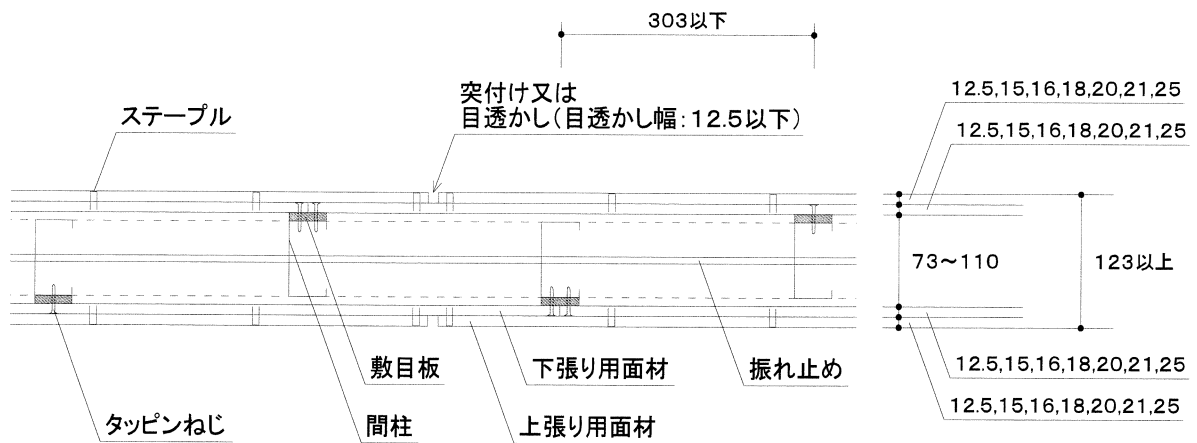 303以下
ステープル
突付け又は
目透かし(目透かし幅:12.5以下)
12.5,15,16,18,20,21,25
12.5,15,16,18,20,21,25
73〜110
123以上
敷目板
下張り用面材
振れ止め
12.5,15,16,18,20,21,25
12.5,15,16,18,20,21,25
タッピンねじ
間柱
上張り用面材